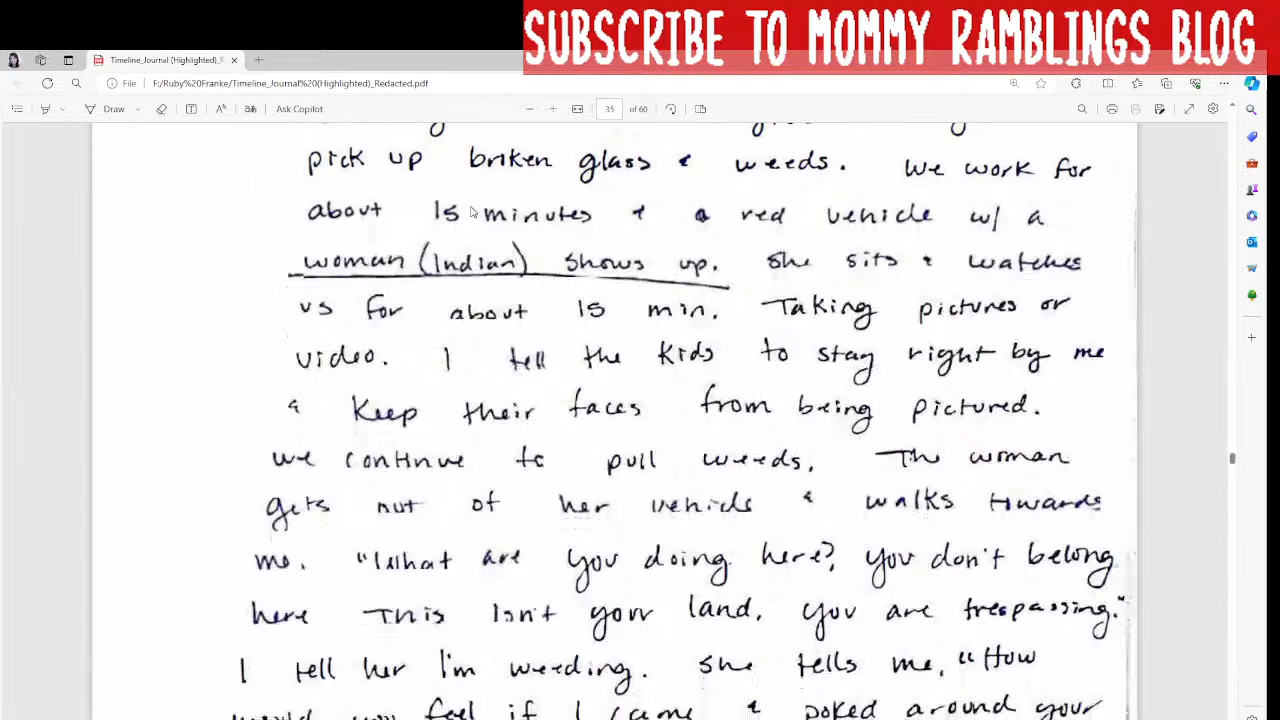 SUBSCRIBE TO MOMMY RAMBLINGS BLOG
Timeline_Journal (Highlighted)_R
File F:/Ruby%20Franke/Timeline_Journal%20(Highlighted)_Redacted.pdf
Draw Ask Copilot 35 of 60
pick up broken glass & weeds. We work for
about 15 minutes & a red vehicle w/ a
woman (Indian) shows up. She sits & watches
us for about 15 min. Taking pictures or
video. I tell the kids to stay right by me
& keep their faces from being pictured.
We continue to pull weeds. The woman
gets out of her vehicle & walks towards
me. "What are you doing here?, you don't belong
here This isn't your land. You are trespassing."
I tell her I'm weeding. She tells me, "How
would you feel if I came & poked around your